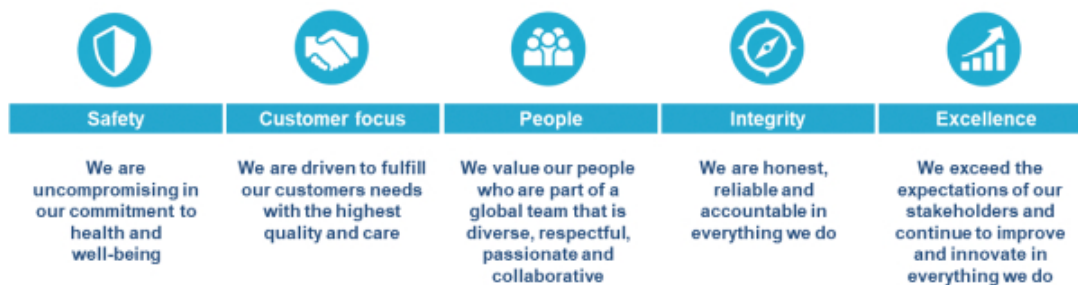 Safety
Customer focus
People
Integrity
Excellence
We are
uncompromising in
our commitment to
health and
well-being
We are driven to fulfill
our customers needs
with the highest
quality and care
We value our people
who are part of a
global team that is
diverse, respectful,
passionate and
collaborative
We are honest,
reliable and
accountable in
everything we do
We exceed the
expectations of our
stakeholders and
continue to improve
and innovate in
everything we do